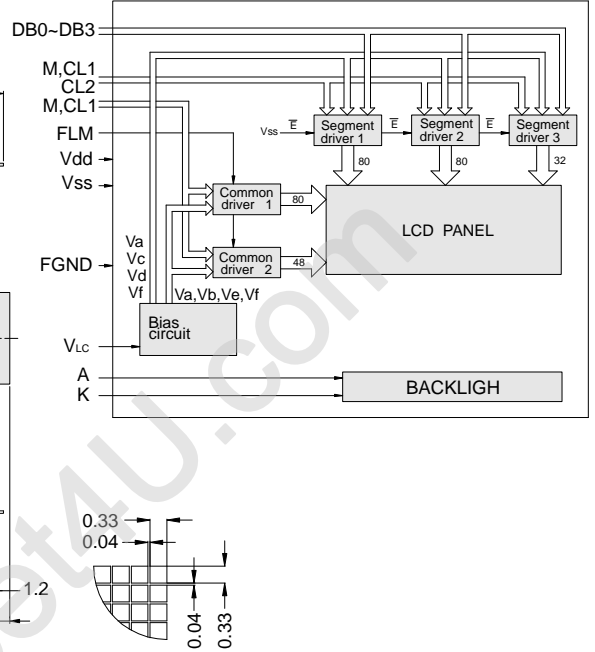 DB0~DB3
M,CL1
CL2
M,CL1
FLM
Vdd
Vss
FGND
VLC
A
K
Vss
E
Segment
driver 1
E
Segment
driver 2
E
Segment
driver 3
80
80
32
Common
driver 1
80
Common
driver 2
48
LCD PANEL
Va
Vc
Vd
Vf
Va,Vb,Ve,Vf
Bias
circuit
BACKLIGH
0.33
0.04
1.2
0.04
0.33
et4U.com